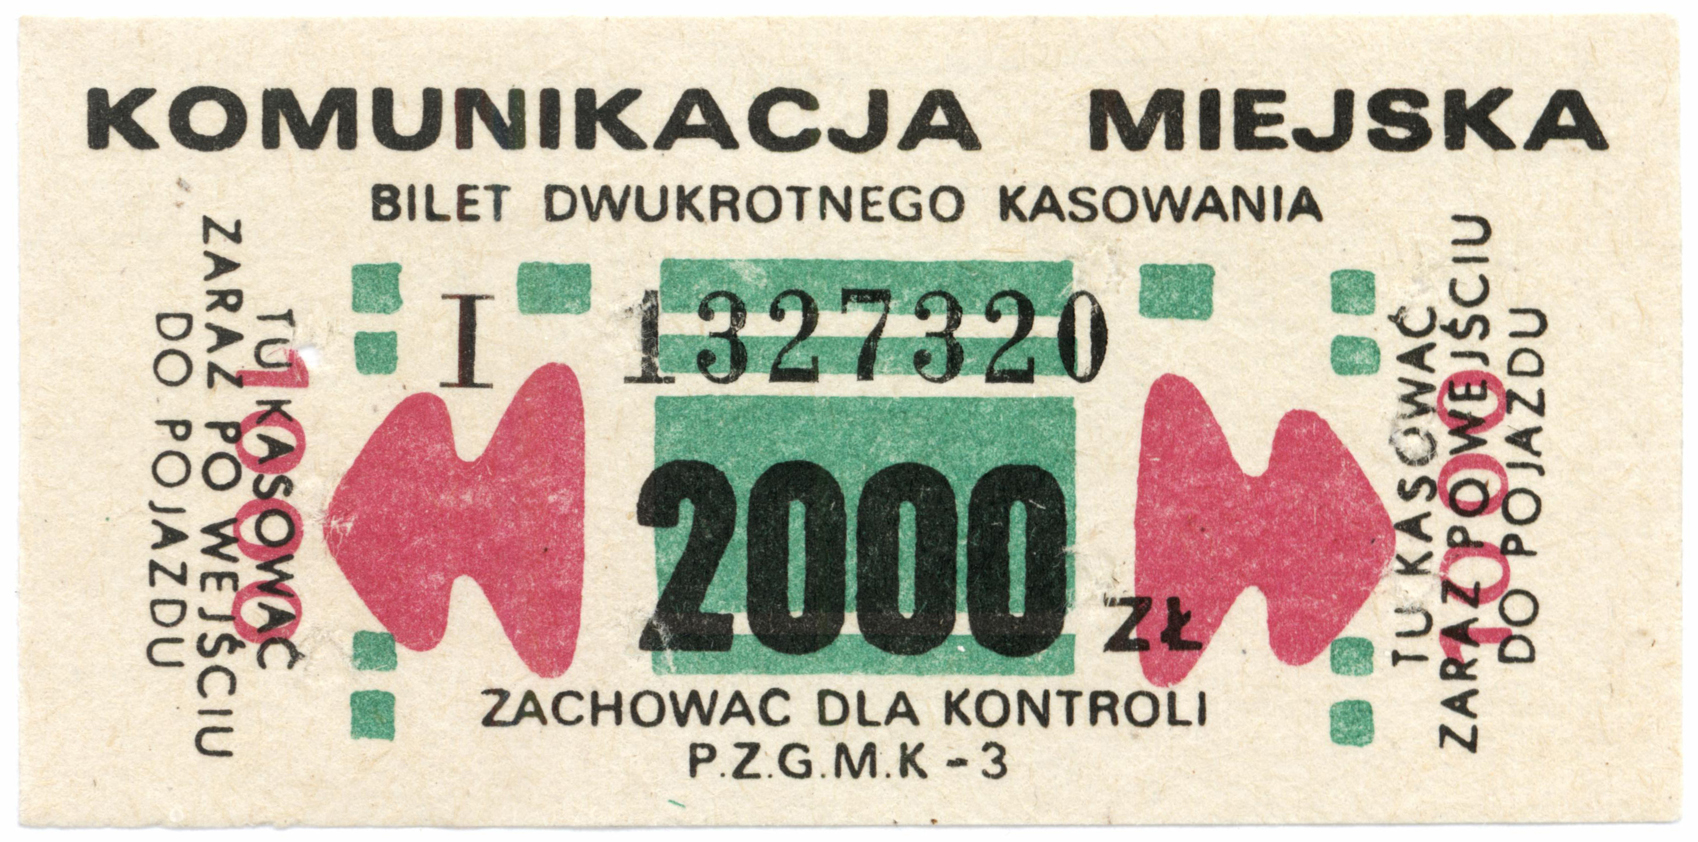 KOMUNIKACJA MIEJSKA
BILET DWUKROTNEGO KASOWANIA
I 1327320
2000 ZŁ
ZACHOWAC DLA KONTROLI
P.Z.G.M.K - 3
TU KASOWAĆ
ZARAZ PO WEJŚCIU
DO POJAZDU
1000
TU KASOWAĆ
ZARAZ PO WEJŚCIU
DO POJAZDU
1000